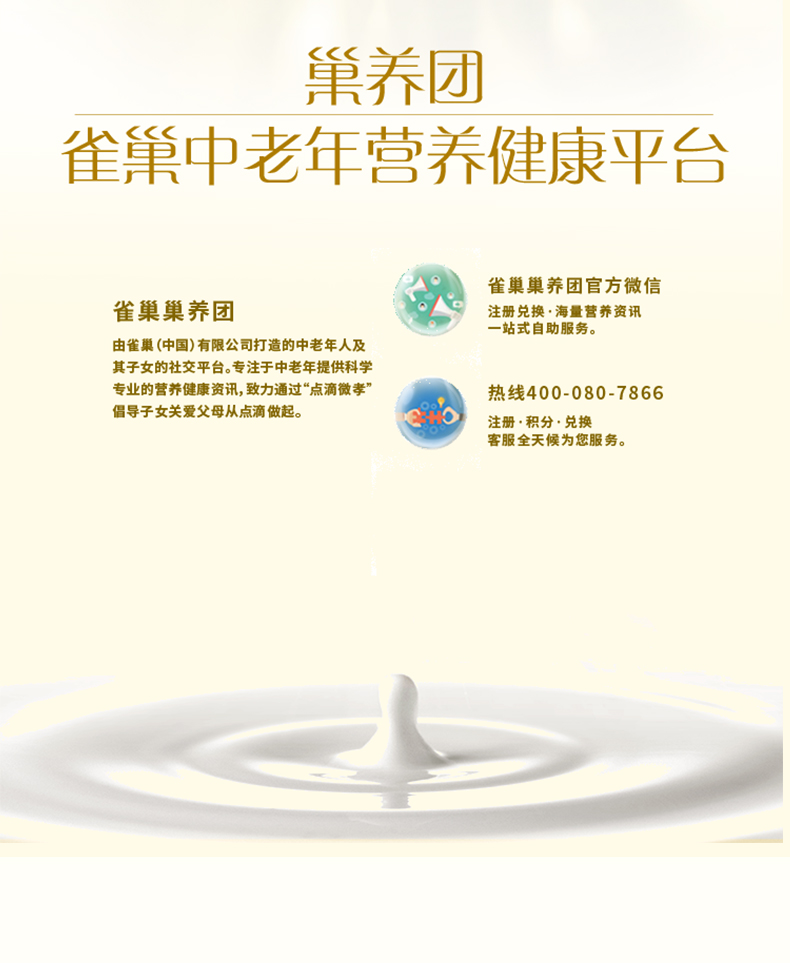 巢养团
雀巢中老年营养健康平台
雀巢巢养团
由雀巢(中国)有限公司打造的中老年人及
其子女的社交平台。专注于中老年提供科学
专业的营养健康资讯,致力通过“点滴微孝”
倡导子女关爱父母从点滴做起。
雀巢巢养团官方微信
注册兑换·海量营养资讯
一站式自助服务。
热线400-080-7866
注册·积分·兑换
客服全天候为您服务。